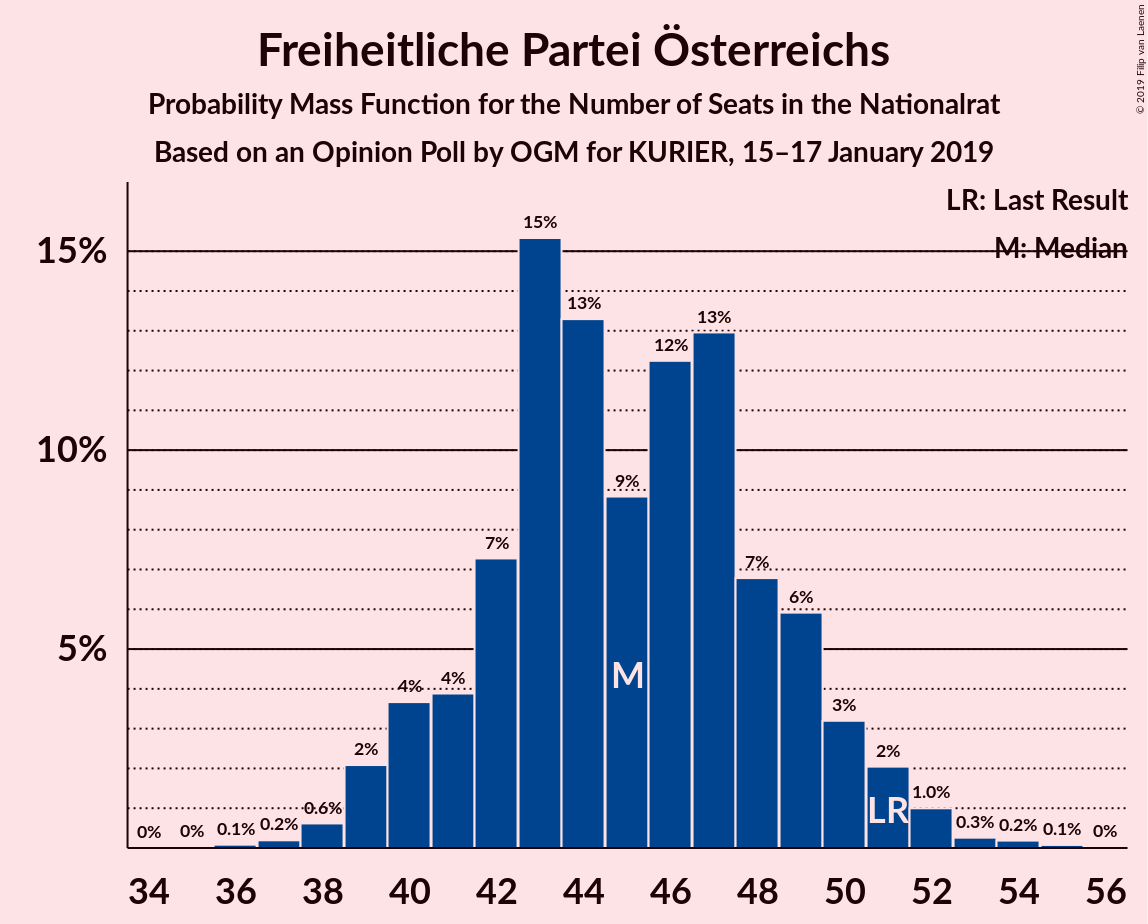 Freiheitliche Partei Österreichs
Probability Mass Function for the Number of Seats in the Nationalrat
Based on an Opinion Poll by OGM for KURIER, 15–17 January 2019
© 2019 Filip van Laenen
LR: Last Result
M: Median
15%
10%
5%
0%
0%
0.1%
0.2%
0.6%
2%
4%
4%
7%
15%
13%
9%
12%
13%
7%
6%
3%
2%
1.0%
0.3%
0.2%
0.1%
0%
M
LR
34 36 38 40 42 44 46 48 50 52 54 56